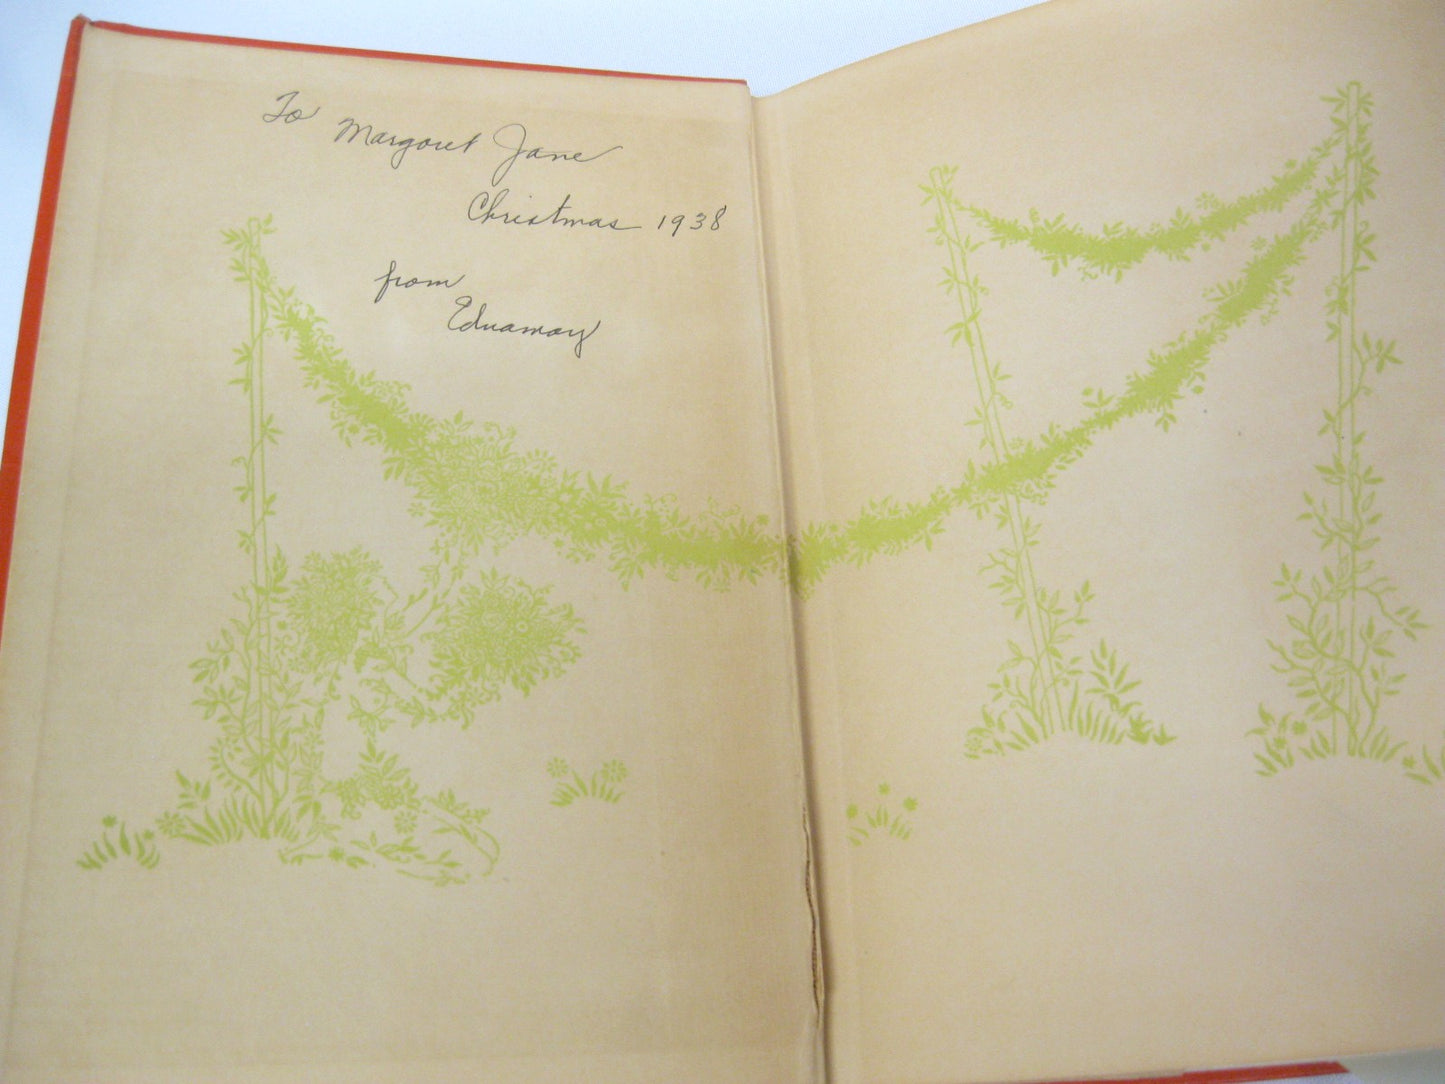 To
Margaret Jane
Christmas 1938
from
Ednamay